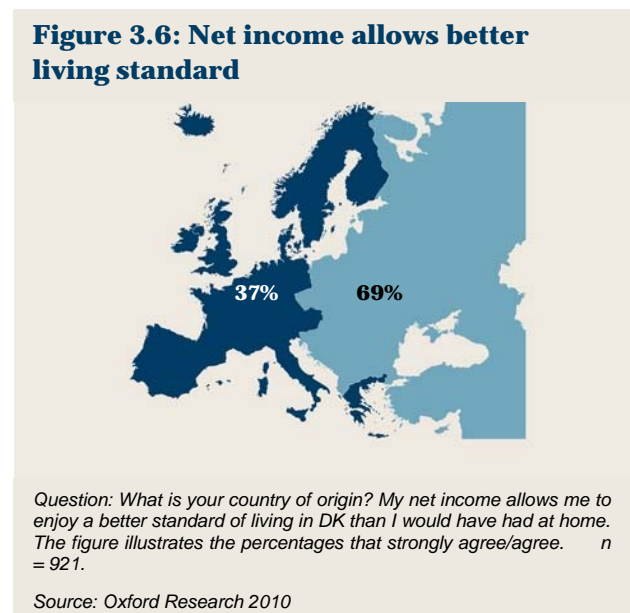 Figure 3.6: Net income allows better
living standard
37%
69%
Question: What is your country of origin? My net income allows me to
enjoy a better standard of living in DK than I would have had at home.
The figure illustrates the percentages that strongly agree/agree. n
= 921.
Source: Oxford Research 2010